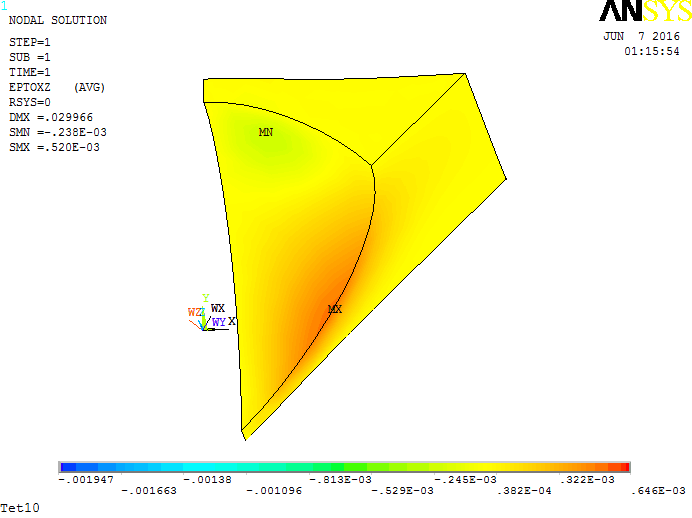 1
NODAL SOLUTION
ANSYS
JUN 7 2016
01:15:54
STEP=1
SUB =1
TIME=1
EPTOXZ (AVG)
RSYS=0
DMX =.029966
SMN =-.238E-03
SMX =.520E-03
MN
MX
Y
WX
WZ
WY X
-.001947 -.00138 -.813E-03 -.245E-03 .322E-03
-.001663 -.001096 -.529E-03 .382E-04 .646E-03
Tet10